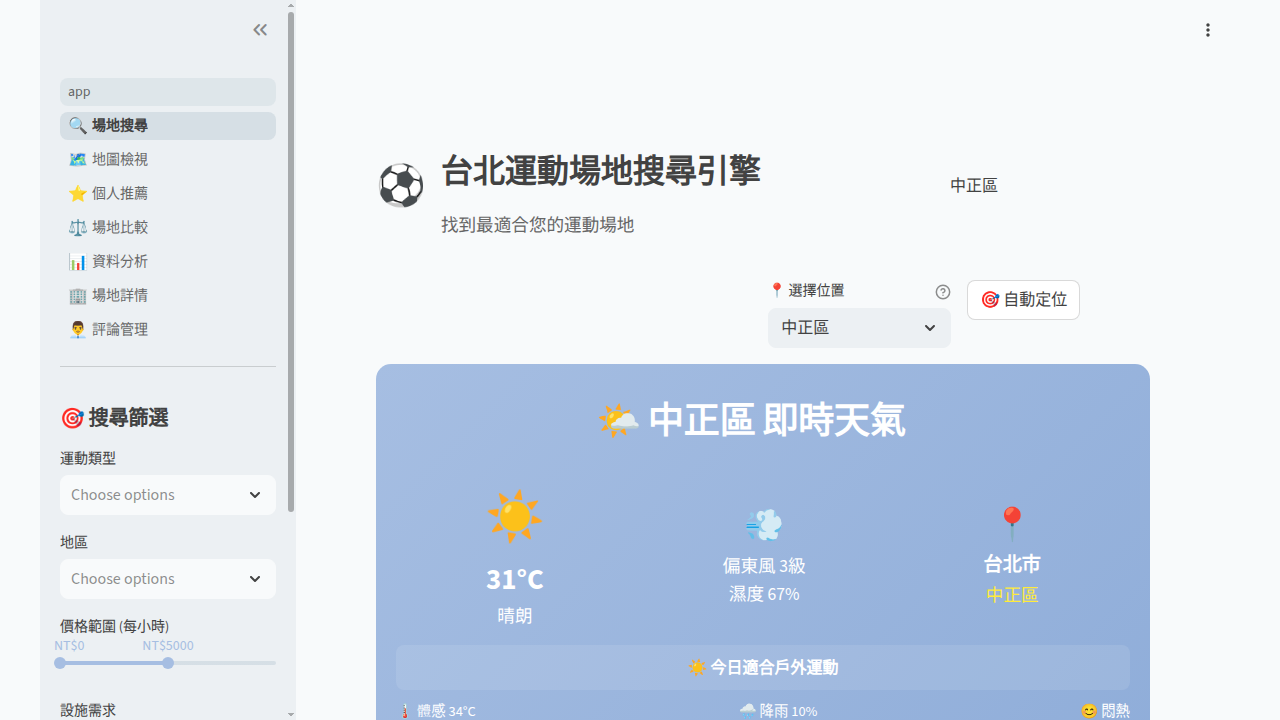 app
🔍 場地搜尋
🗺️ 地圖檢視
⭐ 個人推薦
⚖️ 場地比較
📊 資料分析
🏢 場地詳情
👨‍💼 評論管理
🎯 搜尋篩選
運動類型
Choose options
地區
Choose options
價格範圍 (每小時)
NT$0 NT$5000
設施需求
⚽ 台北運動場地搜尋引擎
找到最適合您的運動場地
中正區
📍 選擇位置
中正區
🎯 自動定位
🌤️ 中正區 即時天氣
31°C
晴朗
偏東風 3級
濕度 67%
台北市
中正區
☀️ 今日適合戶外運動
🌡️ 體感 34°C
☁️ 降雨 10%
😊 悶熱